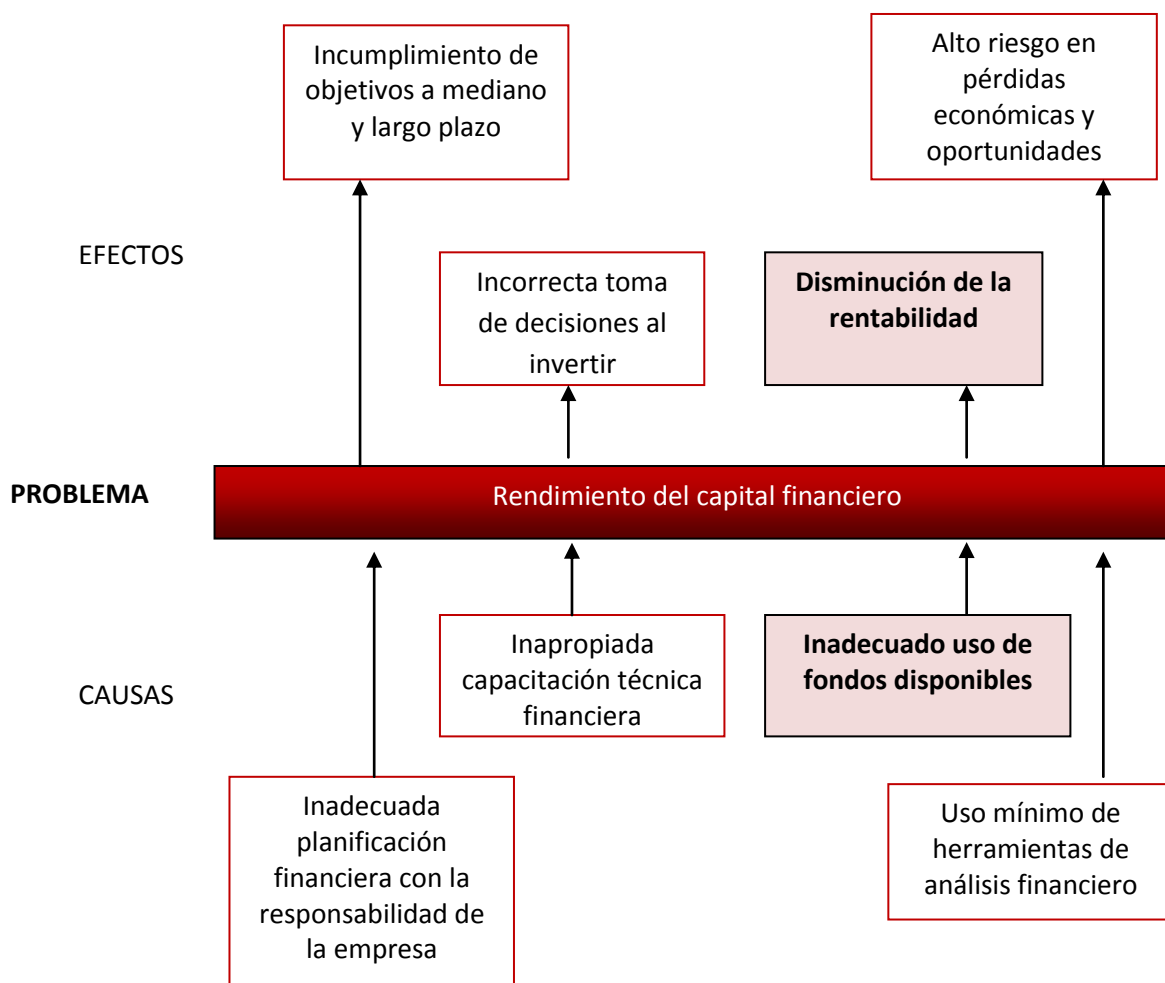 Incumplimiento de
objetivos a mediano
y largo plazo
Alto riesgo en
pérdidas
económicas y
oportunidades
EFECTOS
Incorrecta toma
de decisiones al
invertir
Disminución de la
rentabilidad
PROBLEMA
Rendimiento del capital financiero
CAUSAS
Inapropiada
capacitación técnica
financiera
Inadecuado uso de
fondos disponibles
Inadecuada
planificación
financiera con la
responsabilidad de
la empresa
Uso mínimo de
herramientas de
análisis financiero